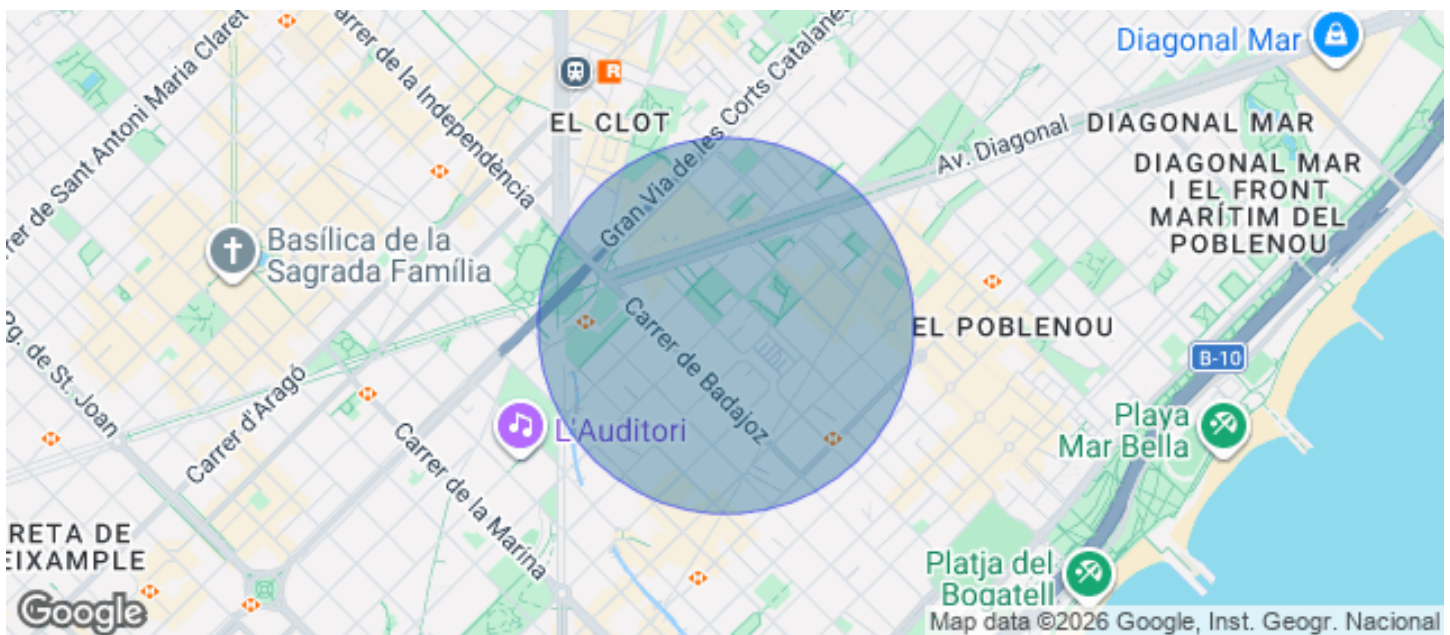 Carrer de Sant Antoni Maria Claret
Carrer de la Independència
R
EL CLOT
Gran Via de les Corts Catalanes
Av. Diagonal
Diagonal Mar
DIAGONAL MAR
DIAGONAL MAR
I EL FRONT
MARÍTIM DEL
POBLENOU
Basílica de la
Sagrada Família
Pg. de St. Joan
Carrer d'Aragó
Carrer de Badajoz
EL POBLENOU
B-10
L'Auditori
Playa
Mar Bella
Carrer de la Marina
RETA DE
EIXAMPLE
Platja del
Bogatell
Google
Map data ©2026 Google, Inst. Geogr. Nacional